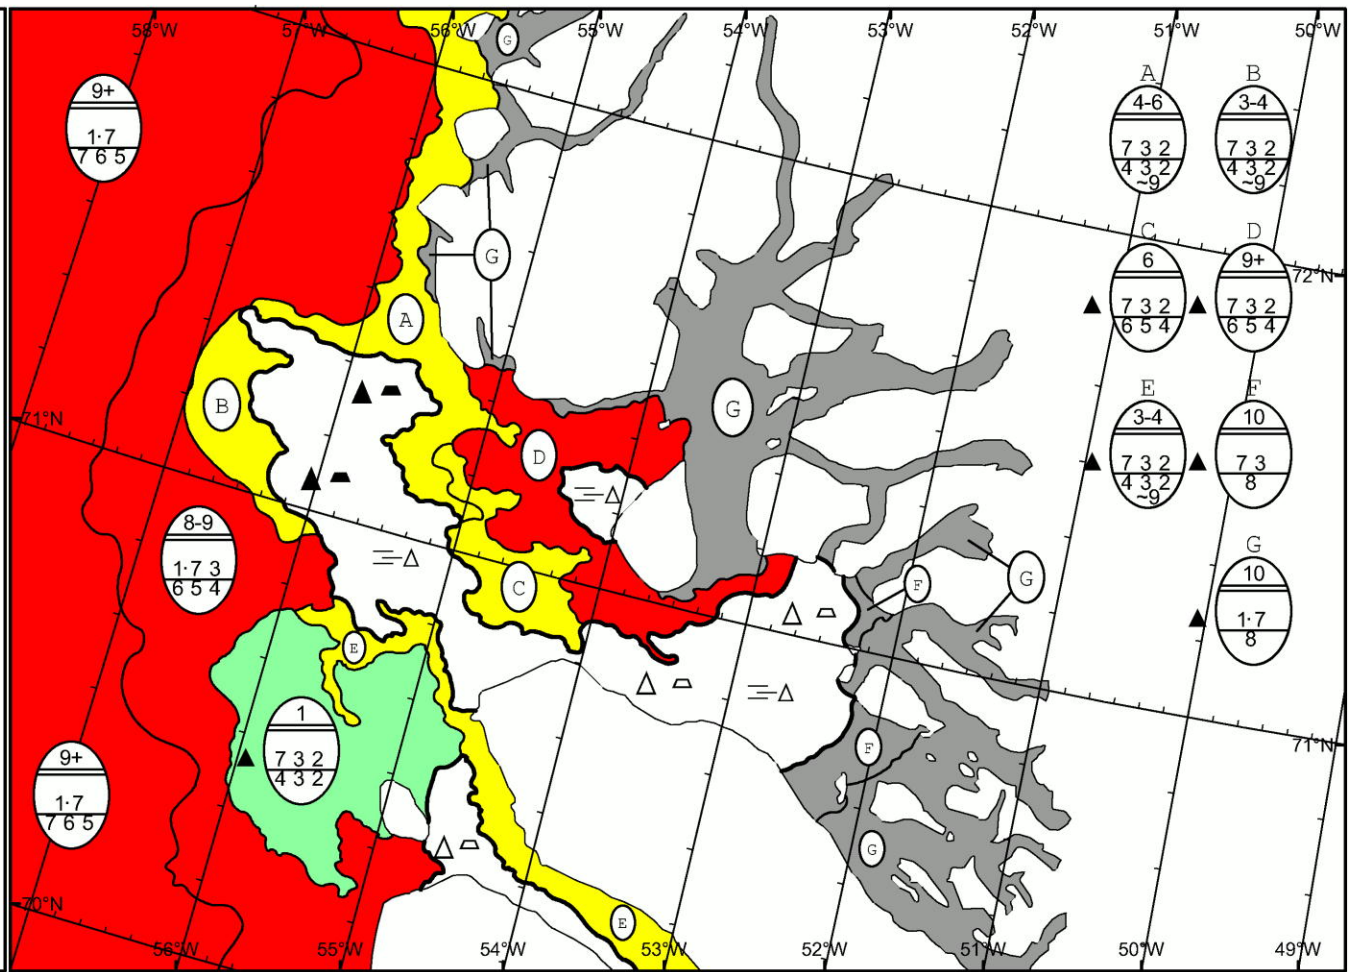 58°W 57°W 56°W 55°W 54°W 53°W 52°W 51°W 50°W
9+
1·7
7 6 5
G
G
A
4-6
7 3 2
4 3 2
~9
B
3-4
7 3 2
4 3 2
~9
C
6
7 3 2
6 5 4
D
9+
7 3 2
6 5 4
72°N
A
B
G
71°N
D
E
3-4
7 3 2
4 3 2
~9
F
10
7 3
8
8-9
1·7 3
6 5 4
C
F
G
G
10
1·7
8
E
1
7 3 2
4 3 2
F
71°N
9+
1·7
7 6 5
G
70°N
E
56°W 55°W 54°W 53°W 52°W 51°W 50°W 49°W